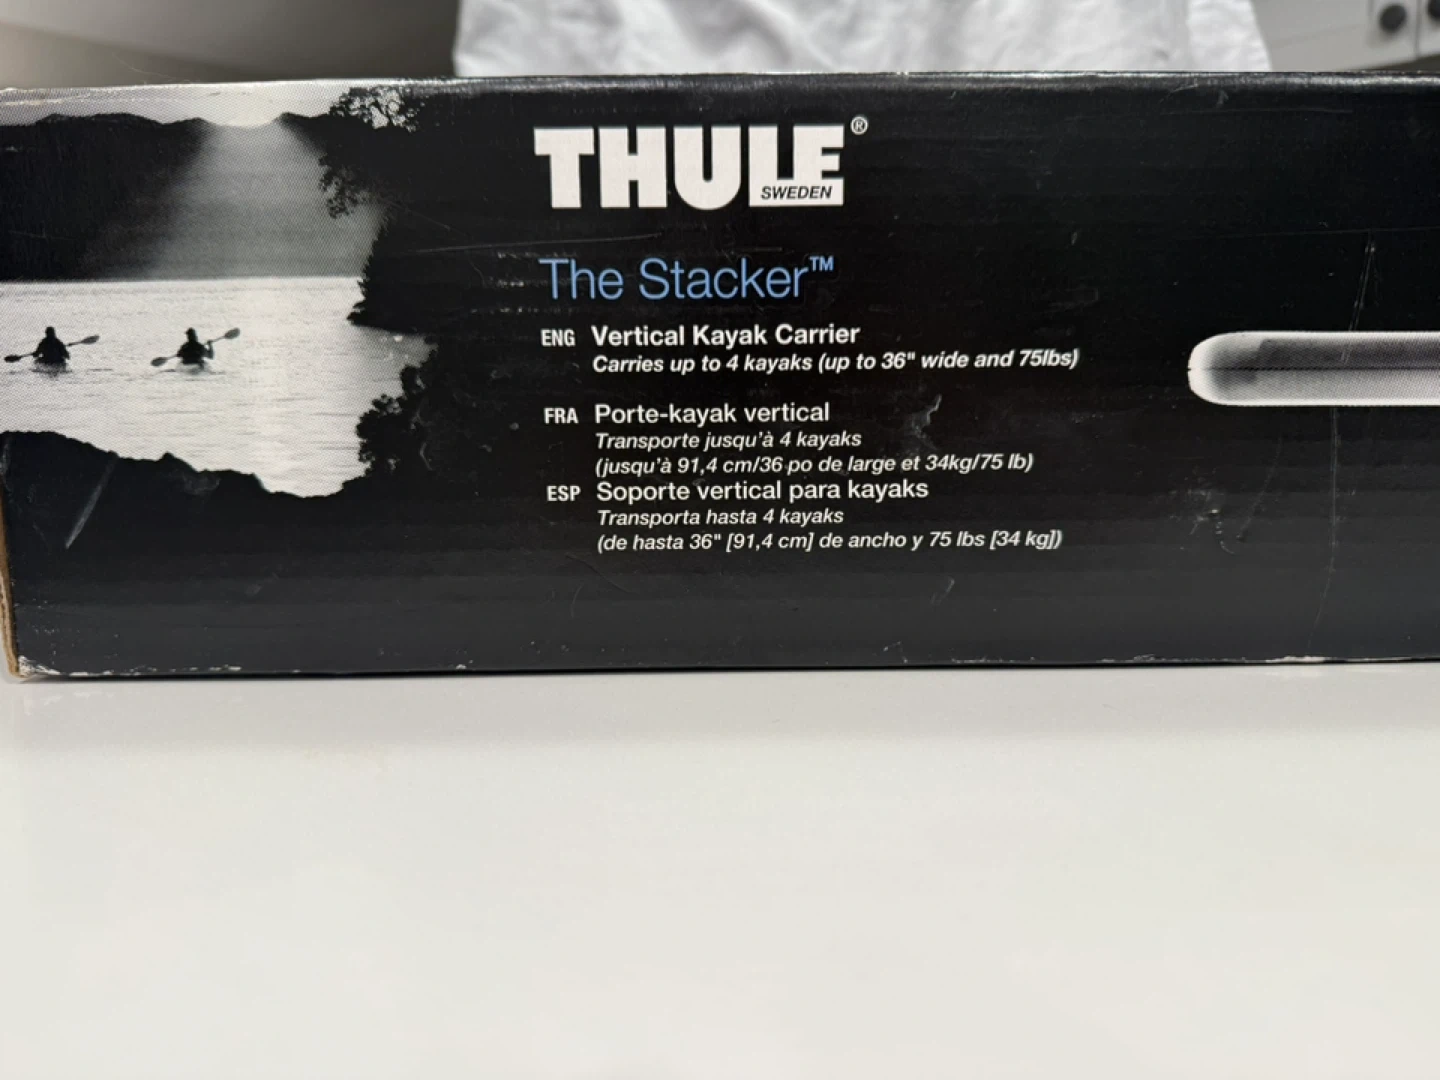 THULE®
SWEDEN
The Stacker™
ENG Vertical Kayak Carrier
Carries up to 4 kayaks (up to 36" wide and 75lbs)
FRA Porte-kayak vertical
Transporte jusqu'à 4 kayaks
(jusqu'à 91,4 cm/36 po de large et 34kg/75 lb)
ESP Soporte vertical para kayaks
Transporta hasta 4 kayaks
(de hasta 36" [91,4 cm] de ancho y 75 lbs [34 kg])